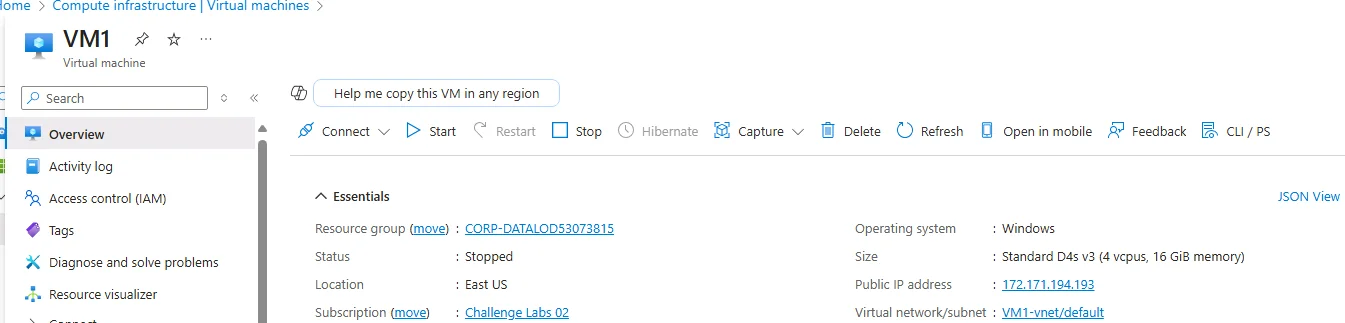 Home > Compute infrastructure | Virtual machines >
VM1
Virtual machine
Search
Help me copy this VM in any region
Connect Start Restart Stop Hibernate Capture Delete Refresh Open in mobile Feedback CLI / PS
Overview
Activity log
Access control (IAM)
Tags
Diagnose and solve problems
Resource visualizer
Connect
Essentials
JSON View
Resource group (move) : CORP-DATALOD53073815
Status : Stopped
Location : East US
Subscription (move) : Challenge Labs 02
Operating system : Windows
Size : Standard D4s v3 (4 vcpus, 16 GiB memory)
Public IP address : 172.171.194.193
Virtual network/subnet : VM1-vnet/default